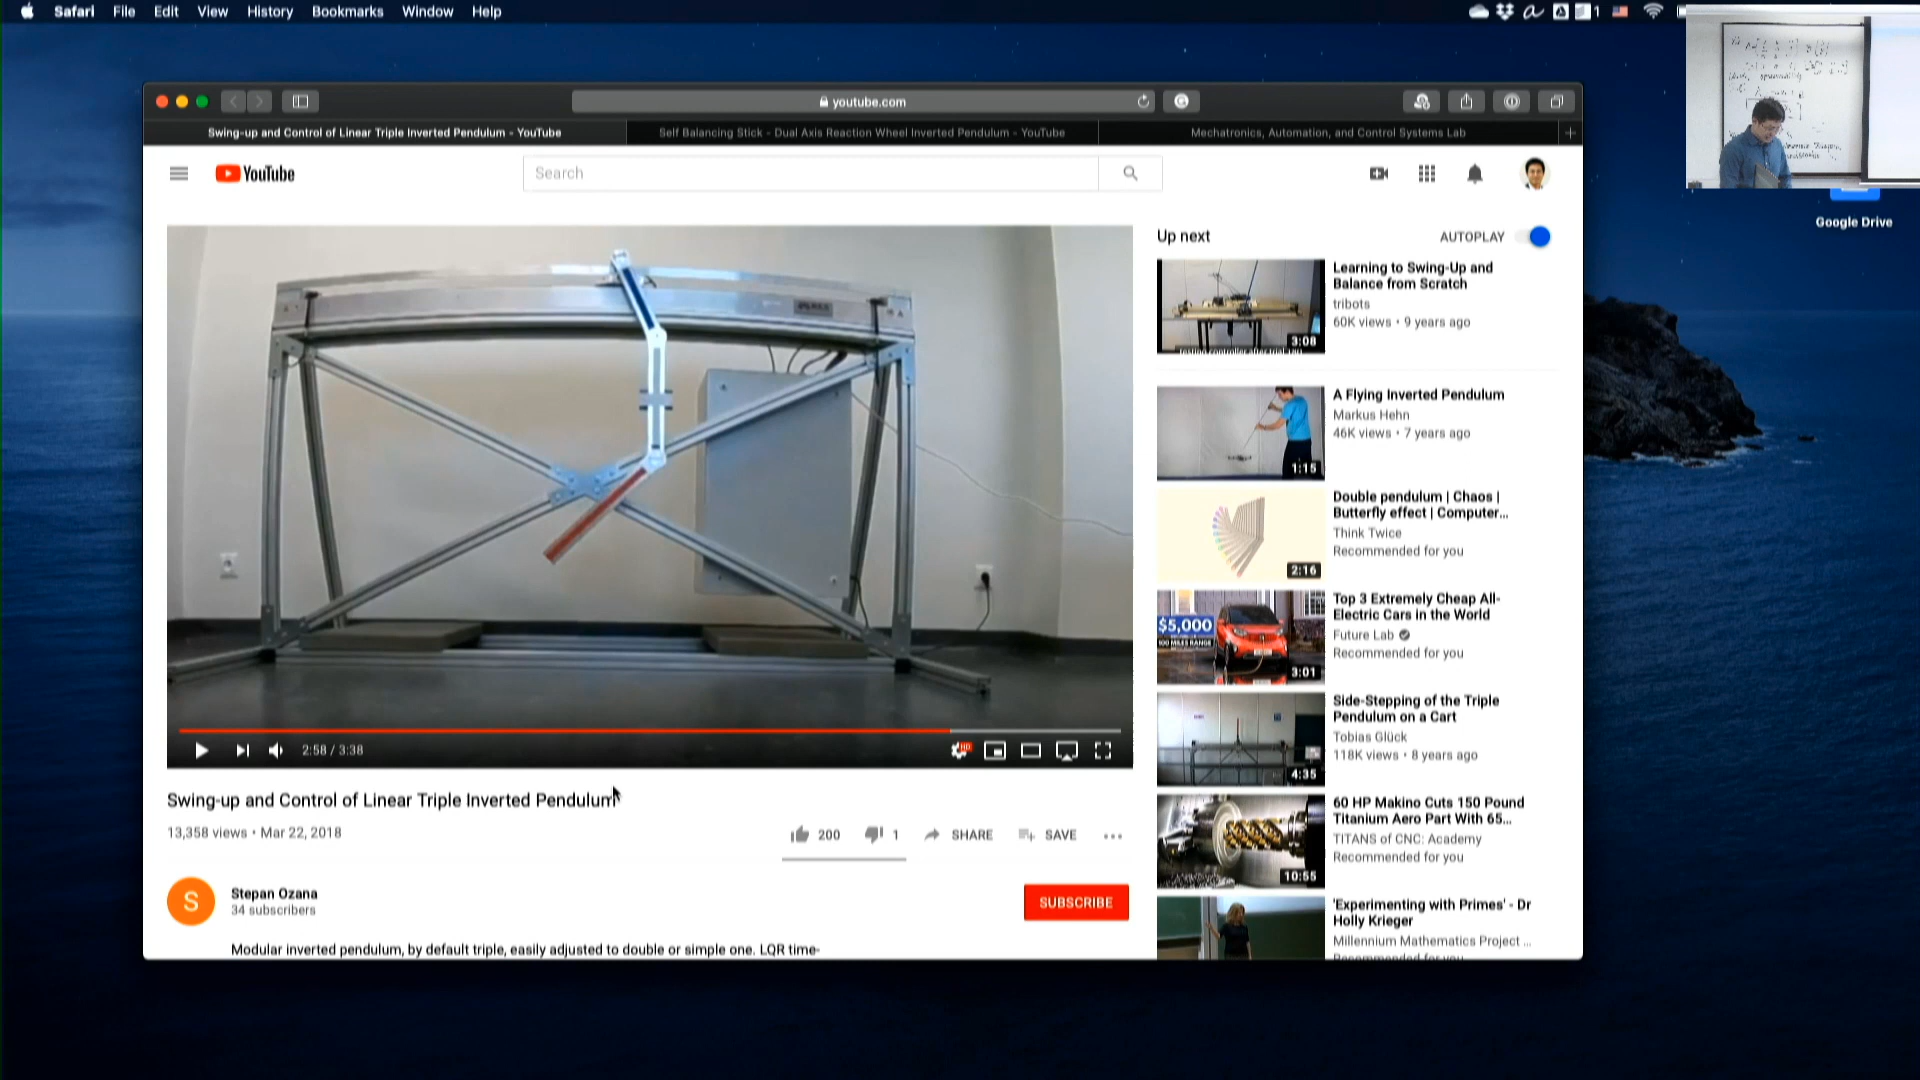 Safari File Edit View History Bookmarks Window Help
1
youtube.com
Swing-up and Control of Linear Triple Inverted Pendulum - YouTube
Self Balancing Stick - Dual Axis Reaction Wheel Inverted Pendulum - YouTube
Mechatronics, Automation, and Control Systems Lab
YouTube
Search
Google Drive
2:58 / 3:38
HD
Swing-up and Control of Linear Triple Inverted Pendulum
13,358 views • Mar 22, 2018
200
1
SHARE
SAVE
S
Stepan Ozana
34 subscribers
SUBSCRIBE
Modular inverted pendulum, by default triple, easily adjusted to double or simple one. LQR time-
Up next
AUTOPLAY
3:08
Learning to Swing-Up and
Balance from Scratch
tribots
60K views • 9 years ago
1:15
A Flying Inverted Pendulum
Markus Hehn
46K views • 7 years ago
2:16
Double pendulum | Chaos |
Butterfly effect | Computer...
Think Twice
Recommended for you
$5,000
3:01
Top 3 Extremely Cheap All-
Electric Cars in the World
Future Lab
Recommended for you
4:35
Side-Stepping of the Triple
Pendulum on a Cart
Tobias Glück
118K views • 8 years ago
10:55
60 HP Makino Cuts 150 Pound
Titanium Aero Part With 65...
TITANS of CNC: Academy
Recommended for you
'Experimenting with Primes' - Dr
Holly Krieger
Millennium Mathematics Project ...
Recommended for you